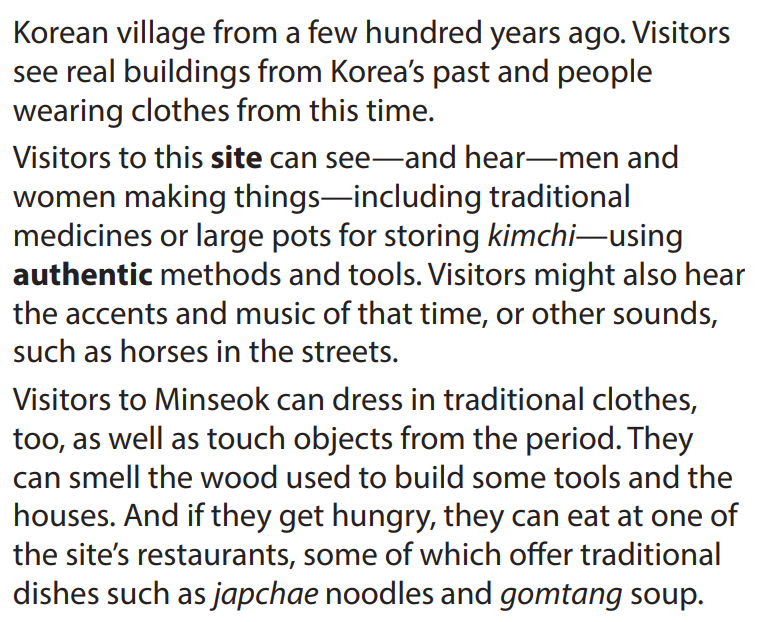 Korean village from a few hundred years ago. Visitors
see real buildings from Korea’s past and people
wearing clothes from this time.
Visitors to this site can see—and hear—men and
women making things—including traditional
medicines or large pots for storing kimchi—using
authentic methods and tools. Visitors might also hear
the accents and music of that time, or other sounds,
such as horses in the streets.
Visitors to Minseok can dress in traditional clothes,
too, as well as touch objects from the period. They
can smell the wood used to build some tools and the
houses. And if they get hungry, they can eat at one of
the site’s restaurants, some of which offer traditional
dishes such as japchae noodles and gomtang soup.